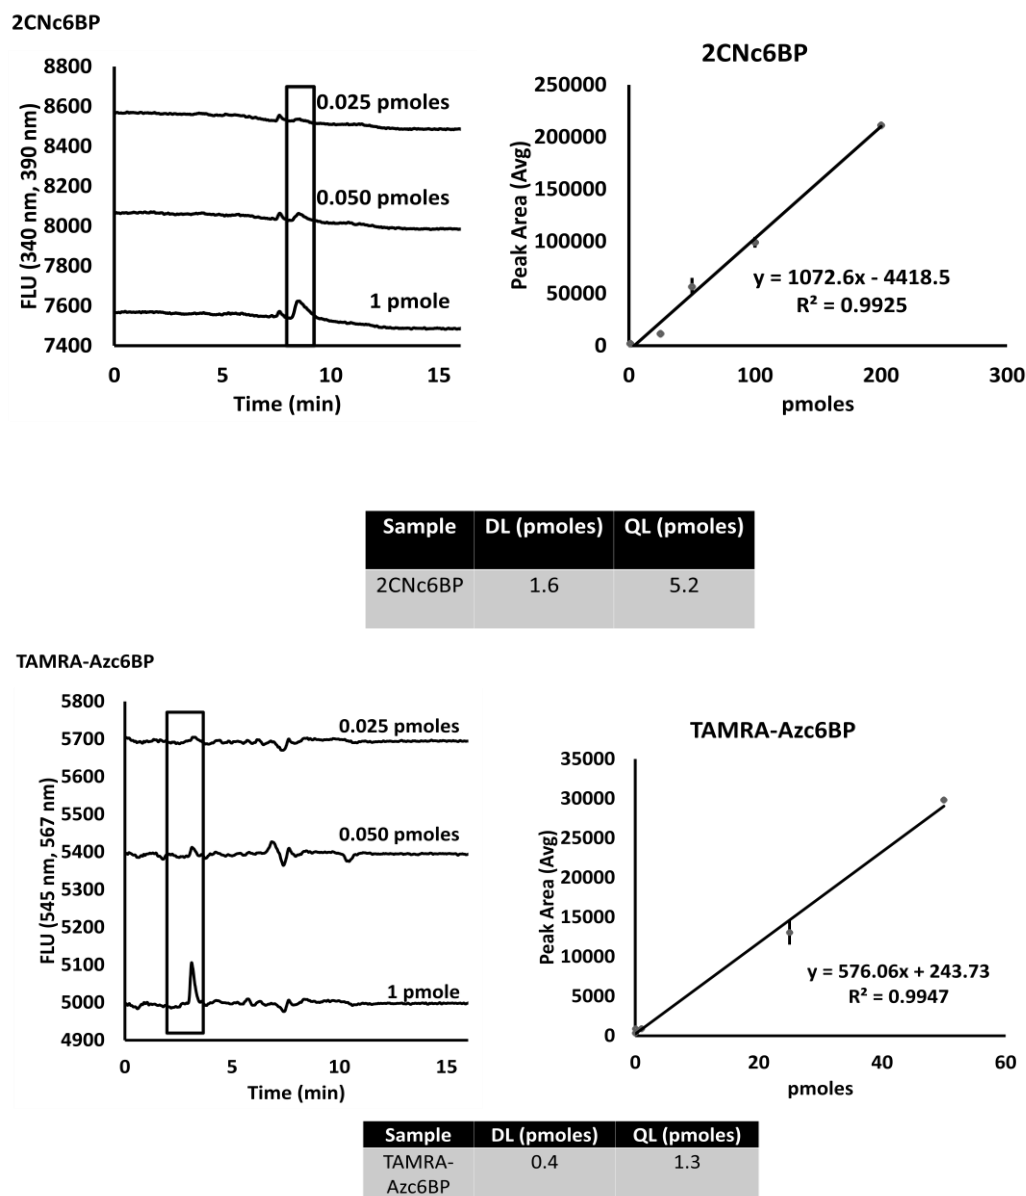 2CNc6BP
8800
8600
8400
8200
8000
7800
7600
7400
FLU (340 nm, 390 nm)
0.025 pmoles
0.050 pmoles
1 pmole
0 5 10 15
Time (min)
2CNc6BP
250000
200000
150000
100000
50000
0
Peak Area (Avg)
y = 1072.6x - 4418.5
R² = 0.9925
0 100 200 300
pmoles
Sample DL (pmoles) QL (pmoles)
2CNc6BP 1.6 5.2
TAMRA-Azc6BP
5800
5700
5600
5500
5400
5300
5200
5100
5000
4900
FLU (545 nm, 567 nm)
0.025 pmoles
0.050 pmoles
1 pmole
0 5 10 15
Time (min)
TAMRA-Azc6BP
35000
30000
25000
20000
15000
10000
5000
0
Peak Area (Avg)
y = 576.06x + 243.73
R² = 0.9947
0 20 40 60
pmoles
Sample DL (pmoles) QL (pmoles)
TAMRA- 0.4 1.3
Azc6BP